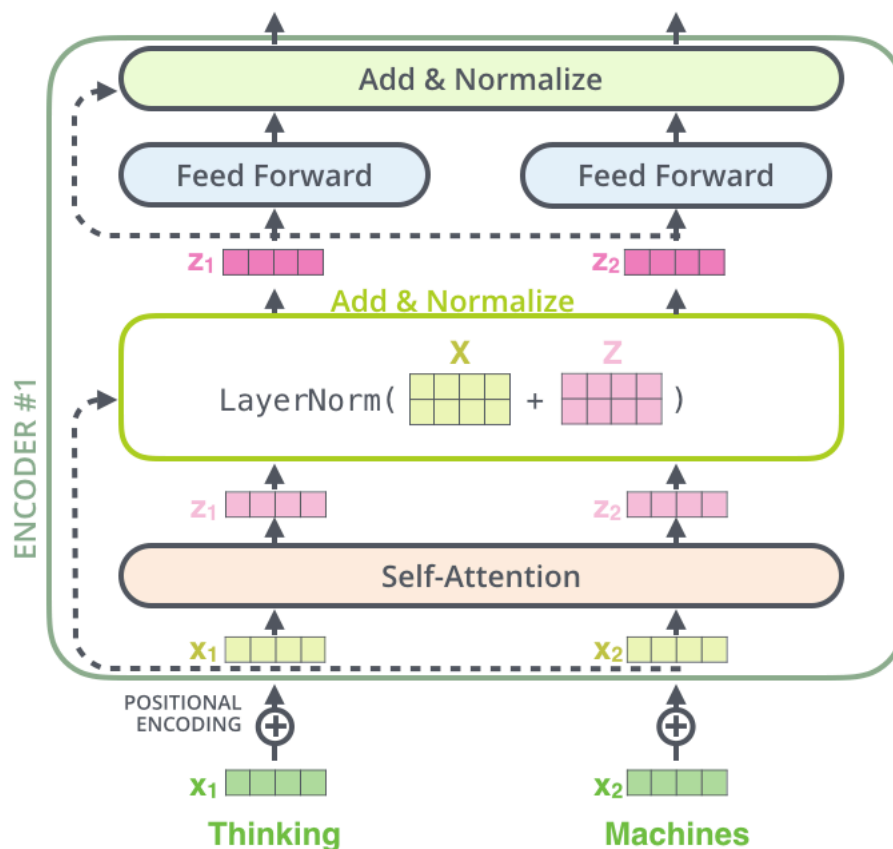 Add & Normalize
Feed Forward Feed Forward
z1 z2
Add & Normalize
X Z
LayerNorm( + )
ENCODER #1
z1 z2
Self-Attention
x1 x2
POSITIONAL
ENCODING
x1 x2
Thinking Machines